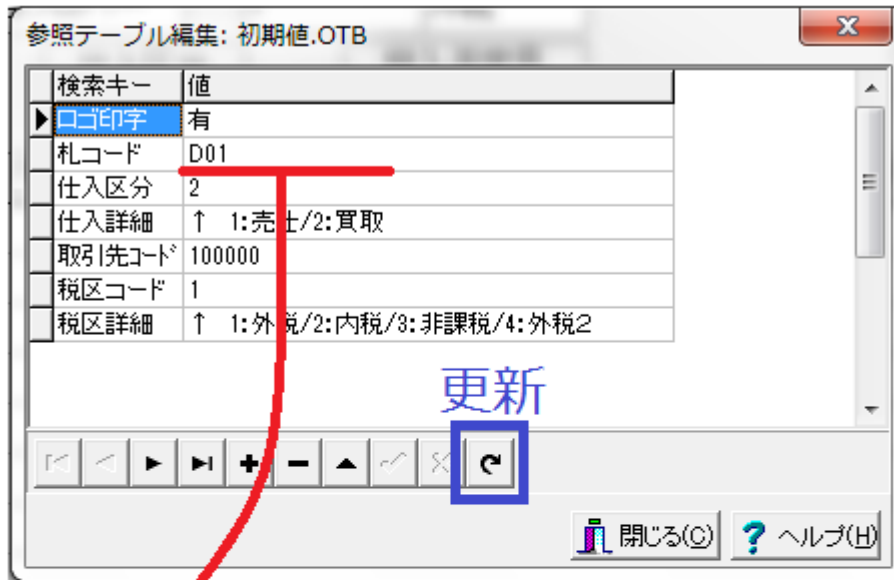 参照テーブル編集: 初期値.OTB
検索キー 値
ロゴ印字 有
札コード D01
仕入区分 2
仕入詳細 ↑ 1:売仕/2:買取
取引先コード 100000
税区コード 1
税区詳細 ↑ 1:外税/2:内税/3:非課税/4:外税2
更新
閉じる(C) ? ヘルプ(H)